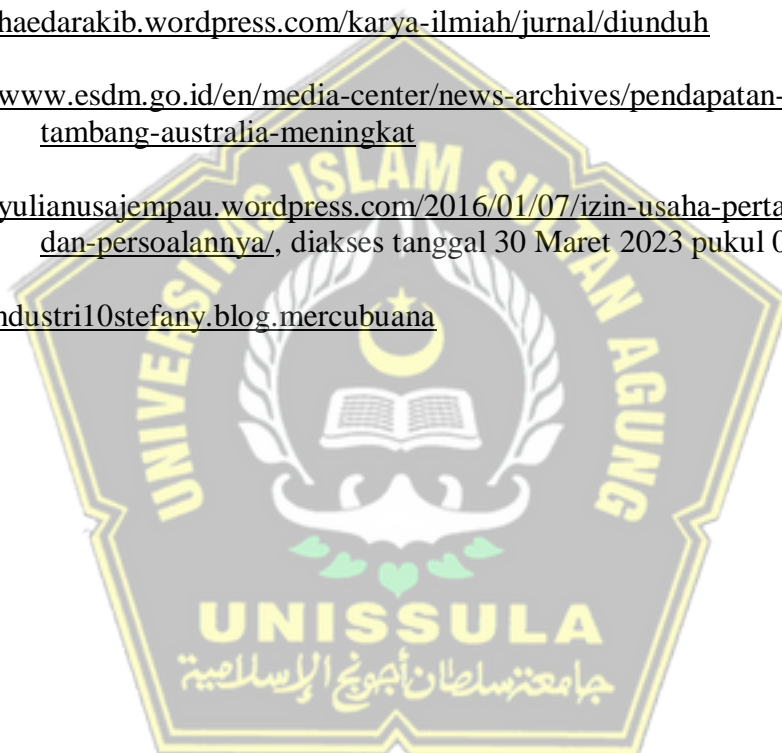 haedarakib.wordpress.com/karya-ilmiah/jurnal/diunduh
www.esdm.go.id/en/media-center/news-archives/pendapatan-
tambang-australia-meningkat
yulianusajempau.wordpress.com/2016/01/07/izin-usaha-perta
dan-persoalannya/, diakses tanggal 30 Maret 2023 pukul 0
ndustri10stefany.blog.mercubuana
UNIVERSITAS ISLAM SULTAN AGUNG
UNISSULA
جامعتنسلطان أجونج الإسلامية